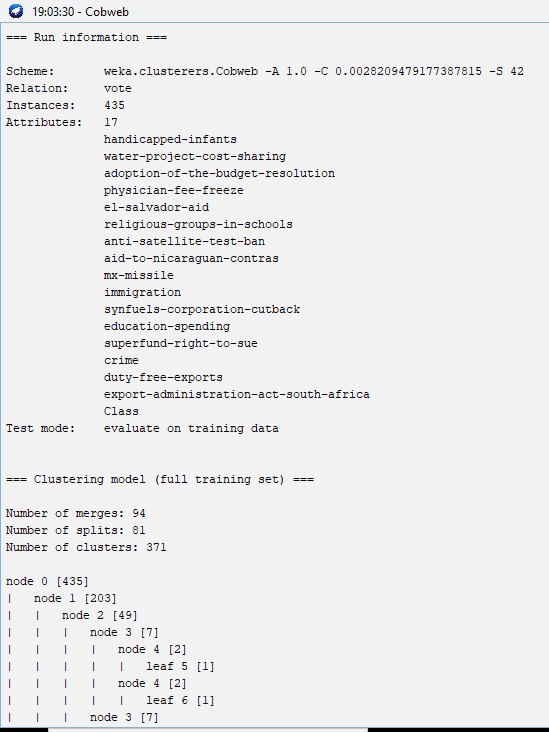 19:03:30 - Cobweb
=== Run information ===
Scheme: weka.clusterers.Cobweb -A 1.0 -C 0.0028209479177387815 -S 42
Relation: vote
Instances: 435
Attributes: 17
handicapped-infants
water-project-cost-sharing
adoption-of-the-budget-resolution
physician-fee-freeze
el-salvador-aid
religious-groups-in-schools
anti-satellite-test-ban
aid-to-nicaraguan-contras
mx-missile
immigration
synfuels-corporation-cutback
education-spending
superfund-right-to-sue
crime
duty-free-exports
export-administration-act-south-africa
Class
Test mode: evaluate on training data
=== Clustering model (full training set) ===
Number of merges: 94
Number of splits: 81
Number of clusters: 371
node 0 [435]
| node 1 [203]
| | node 2 [49]
| | | node 3 [7]
| | | | node 4 [2]
| | | | | leaf 5 [1]
| | | | node 4 [2]
| | | | | leaf 6 [1]
| | | node 3 [7]